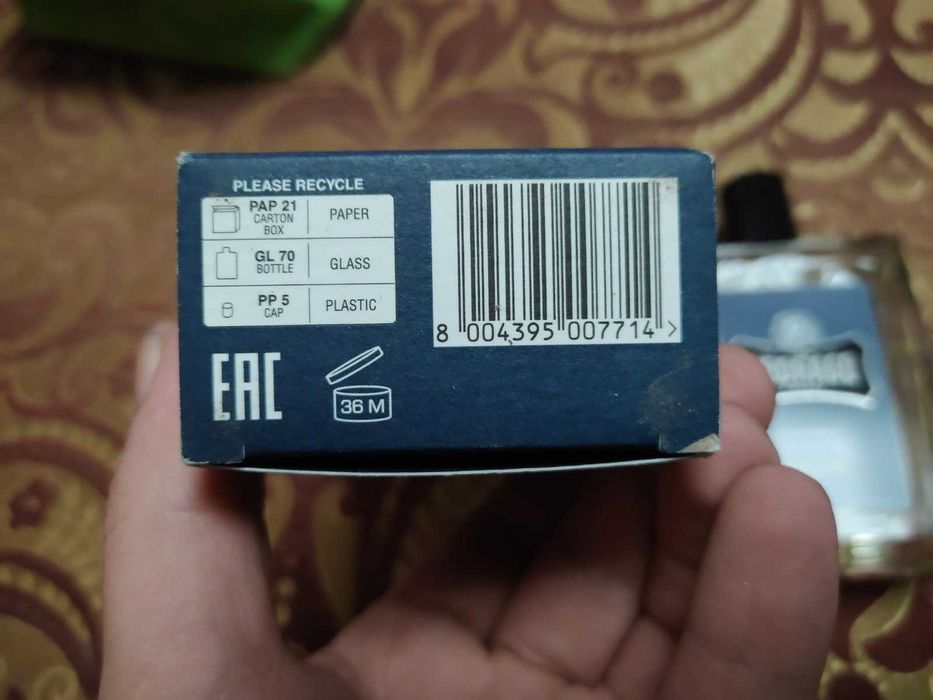 PLEASE RECYCLE
PAP 21
CARTON
BOX
PAPER
GL 70
BOTTLE
GLASS
PP 5
CAP
PLASTIC
8 004395 007714 >
EAC
36 M